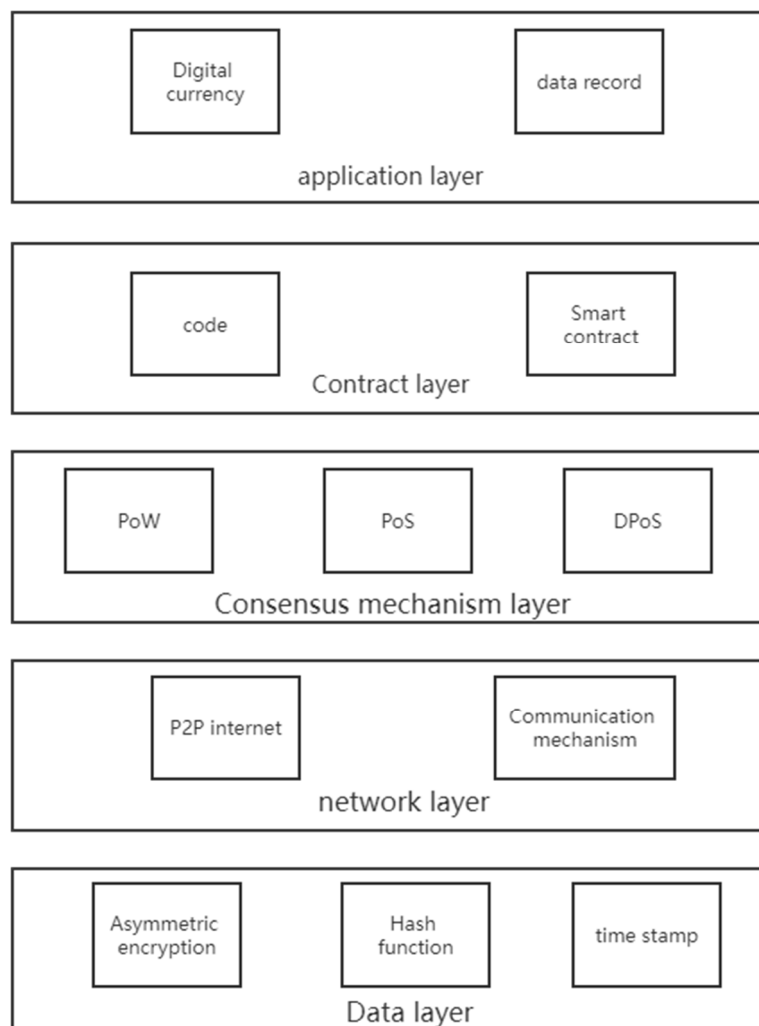 Digital
currency
data record
application layer
code
Smart
contract
Contract layer
PoW
PoS
DPoS
Consensus mechanism layer
P2P internet
Communication
mechanism
network layer
Asymmetric
encryption
Hash
function
time stamp
Data layer